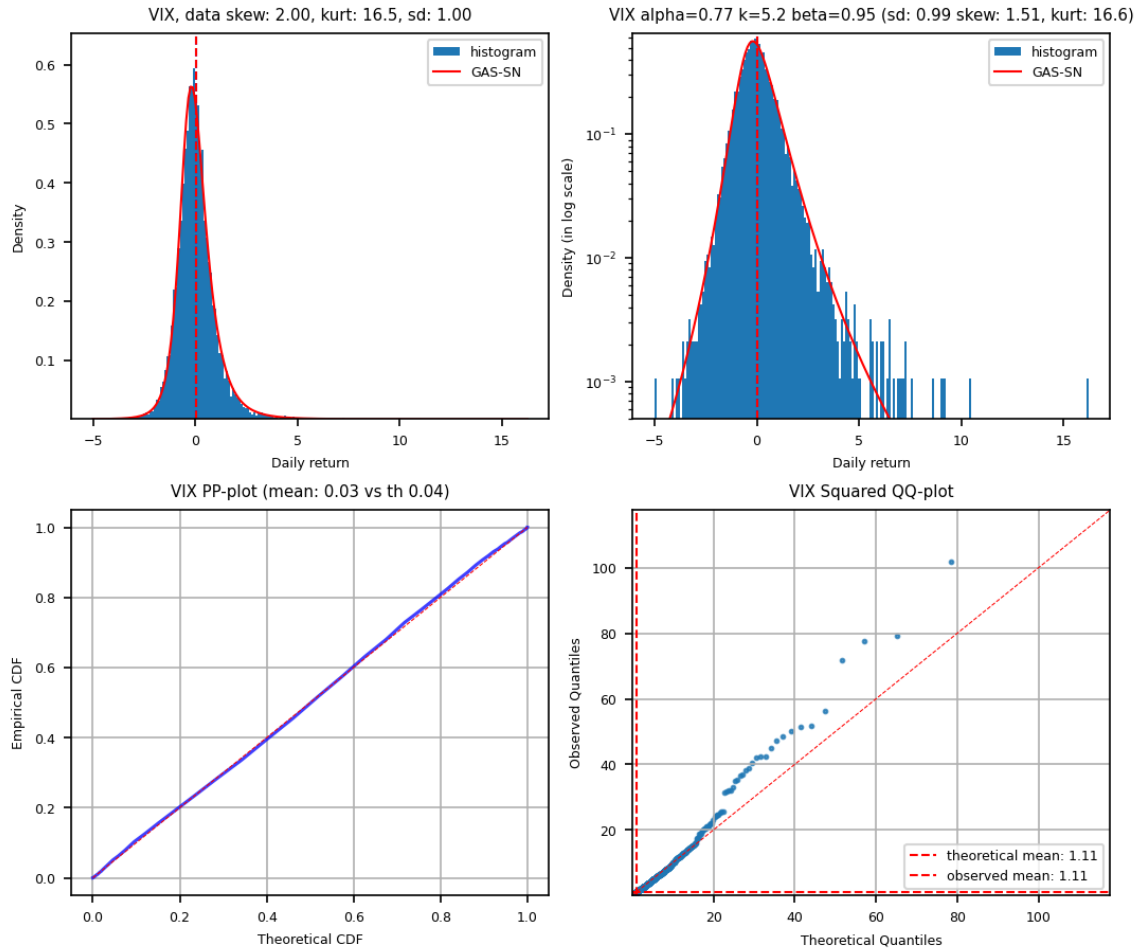 VIX, data skew: 2.00, kurt: 16.5, sd: 1.00
histogram
GAS-SN
Density
0.6
0.5
0.4
0.3
0.2
0.1
−5 0 5 10 15
Daily return
VIX alpha=0.77 k=5.2 beta=0.95 (sd: 0.99 skew: 1.51, kurt: 16.6)
histogram
GAS-SN
Density (in log scale)
10⁻¹
10⁻²
10⁻³
−5 0 5 10 15
Daily return
VIX PP-plot (mean: 0.03 vs th 0.04)
Empirical CDF
1.0
0.8
0.6
0.4
0.2
0.0
0.0 0.2 0.4 0.6 0.8 1.0
Theoretical CDF
VIX Squared QQ-plot
Observed Quantiles
100
80
60
40
20
theoretical mean: 1.11
observed mean: 1.11
20 40 60 80 100
Theoretical Quantiles